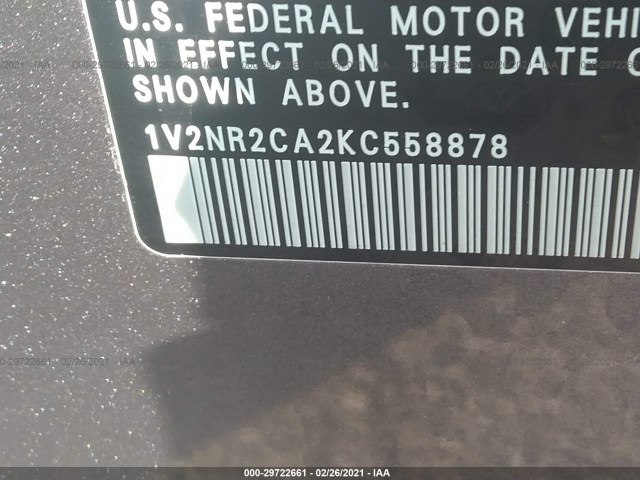 U.S. FEDERAL MOTOR VEHI
IN EFFECT ON THE DATE O
SHOWN ABOVE.
1V2NR2CA2KC558878
000-29722661 - 02/26/2021 - IAA